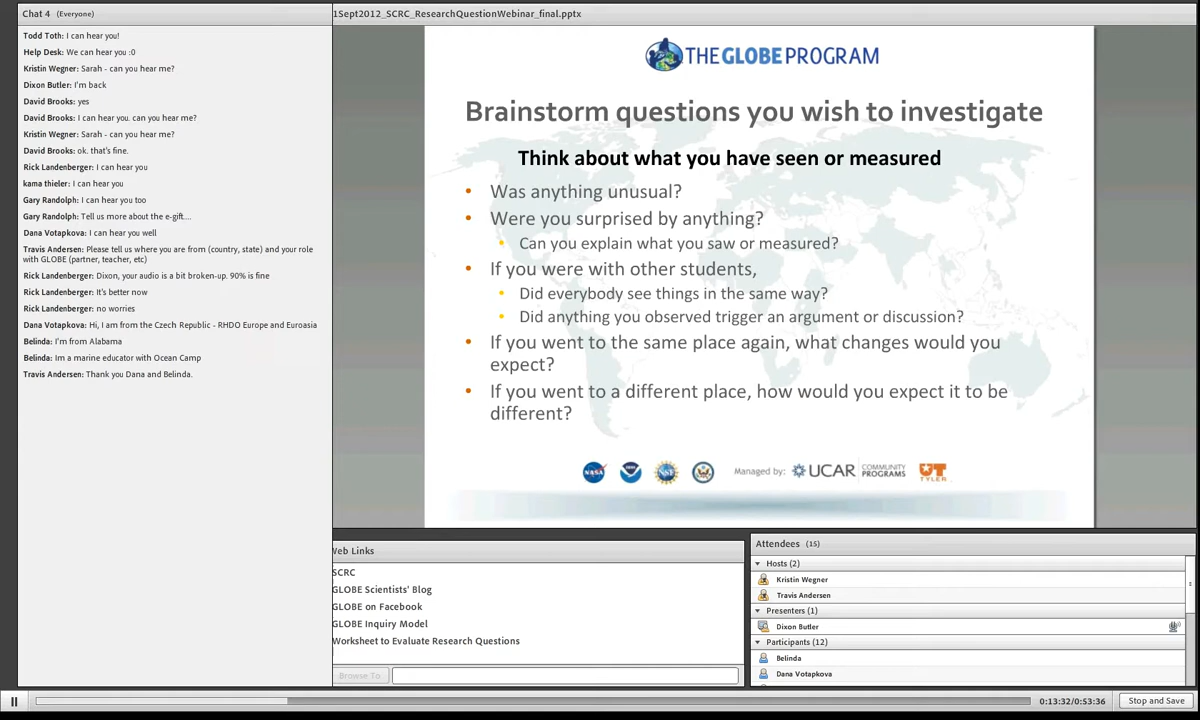 Chat 4 (Everyone)
Todd Toth: I can hear you!
Help Desk: We can hear you :0
Kristin Wegner: Sarah - can you hear me?
Dixon Butler: I'm back
David Brooks: yes
David Brooks: I can hear you. can you hear me?
Kristin Wegner: Sarah - can you hear me?
David Brooks: ok. that's fine.
Rick Landenberger: I can hear you
kama thieler: I can hear you
Gary Randolph: I can hear you too
Gary Randolph: Tell us more about the e-gift....
Dana Votapkova: I can hear you well
Travis Andersen: Please tell us where you are from (country, state) and your role
with GLOBE (partner, teacher, etc)
Rick Landenberger: Dixon, your audio is a bit broken-up. 90% is fine
Rick Landenberger: It's better now
Rick Landenberger: no worries
Dana Votapkova: Hi, I am from the Czech Republic - RHDO Europe and Euroasia
Belinda: I'm from Alabama
Belinda: Im a marine educator with Ocean Camp
Travis Andersen: Thank you Dana and Belinda.
1Sept2012_SCRC_ResearchQuestionWebinar_final.pptx
THE GLOBE PROGRAM
Brainstorm questions you wish to investigate
Think about what you have seen or measured
• Was anything unusual?
• Were you surprised by anything?
• Can you explain what you saw or measured?
• If you were with other students,
• Did everybody see things in the same way?
• Did anything you observed trigger an argument or discussion?
• If you went to the same place again, what changes would you
expect?
• If you went to a different place, how would you expect it to be
different?
NASA
NSF
Managed by: UCAR COMMUNITY
PROGRAMS
UT
TYLER
Web Links
SCRC
GLOBE Scientists' Blog
GLOBE on Facebook
GLOBE Inquiry Model
Worksheet to Evaluate Research Questions
Browse To
Attendees (15)
Hosts (2)
Kristin Wegner
Travis Andersen
Presenters (1)
Dixon Butler
Participants (12)
Belinda
Dana Votapkova
0:13:32/0:53:36
Stop and Save